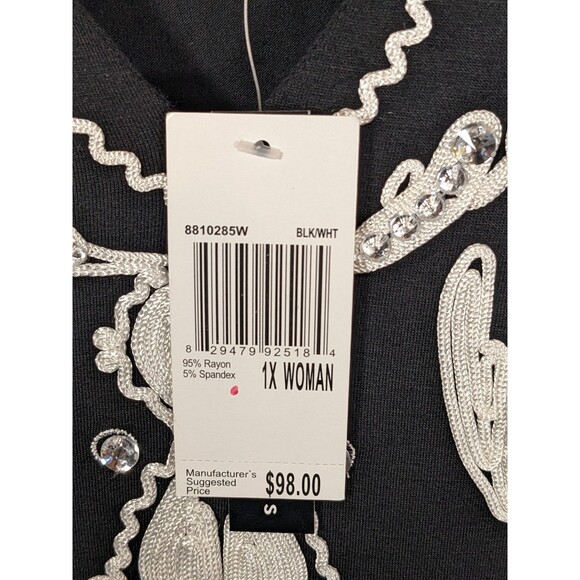 8810285W BLK/WHT
8 29479 92518 4
95% Rayon
5% Spandex
1X WOMAN
Manufacturer`s
Suggested
Price
$98.00
S